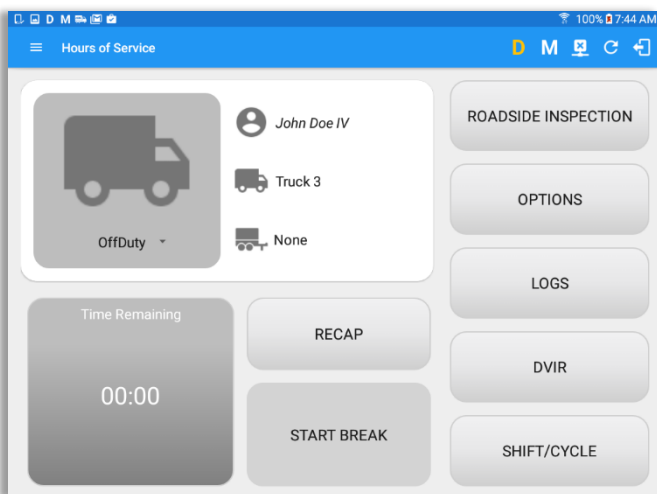 D M
100% 7:44 AM
Hours of Service
D M
John Doe IV
Truck 3
None
OffDuty
Time Remaining
00:00
RECAP
START BREAK
ROADSIDE INSPECTION
OPTIONS
LOGS
DVIR
SHIFT/CYCLE